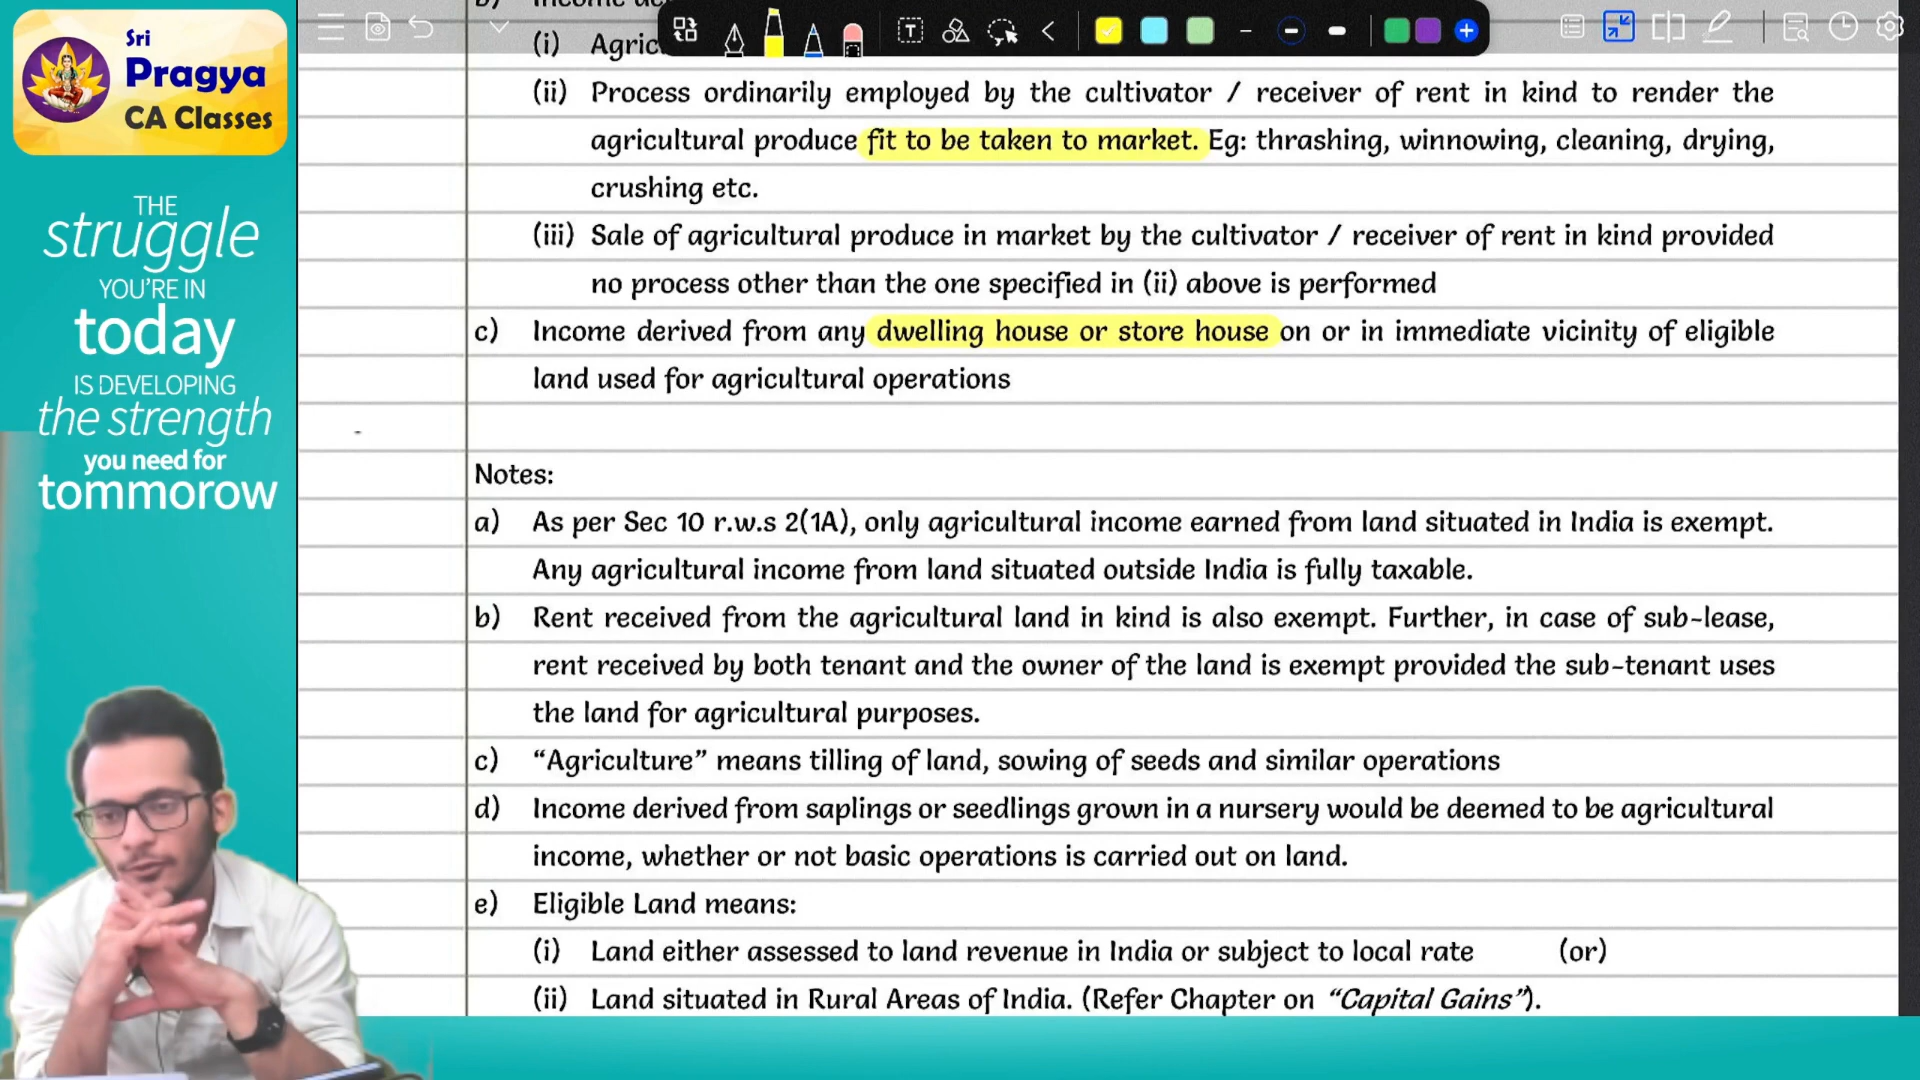 Sri
Pragya
CA Classes
THE
struggle
YOU'RE IN
today
IS DEVELOPING
the strength
you need for
tommorow
b) Income de
(i) Agric
(ii) Process ordinarily employed by the cultivator / receiver of rent in kind to render the
agricultural produce fit to be taken to market. Eg: thrashing, winnowing, cleaning, drying,
crushing etc.
(iii) Sale of agricultural produce in market by the cultivator / receiver of rent in kind provided
no process other than the one specified in (ii) above is performed
c) Income derived from any dwelling house or store house on or in immediate vicinity of eligible
land used for agricultural operations
Notes:
a) As per Sec 10 r.w.s 2(1A), only agricultural income earned from land situated in India is exempt.
Any agricultural income from land situated outside India is fully taxable.
b) Rent received from the agricultural land in kind is also exempt. Further, in case of sub-lease,
rent received by both tenant and the owner of the land is exempt provided the sub-tenant uses
the land for agricultural purposes.
c) “Agriculture” means tilling of land, sowing of seeds and similar operations
d) Income derived from saplings or seedlings grown in a nursery would be deemed to be agricultural
income, whether or not basic operations is carried out on land.
e) Eligible Land means:
(i) Land either assessed to land revenue in India or subject to local rate (or)
(ii) Land situated in Rural Areas of India. (Refer Chapter on “Capital Gains”).